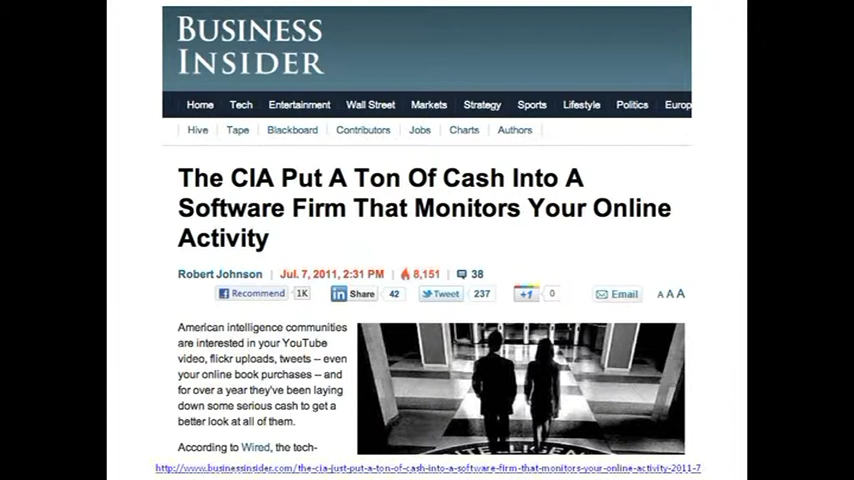 BUSINESS
INSIDER
Home Tech Entertainment Wall Street Markets Strategy Sports Lifestyle Politics Europ
Hive Tape Blackboard Contributors Jobs Charts Authors
The CIA Put A Ton Of Cash Into A
Software Firm That Monitors Your Online
Activity
Robert Johnson | Jul. 7, 2011, 2:31 PM | 8,151 | 38
Recommend 1K Share 42 Tweet 237 +1 0 Email A A A
American intelligence communities
are interested in your YouTube
video, flickr uploads, tweets -- even
your online book purchases -- and
for over a year they've been laying
down some serious cash to get a
better look at all of them.
According to Wired, the tech-
http://www.businessinsider.com/the-cia-just-put-a-ton-of-cash-into-a-software-firm-that-monitors-your-online-activity-2011-7